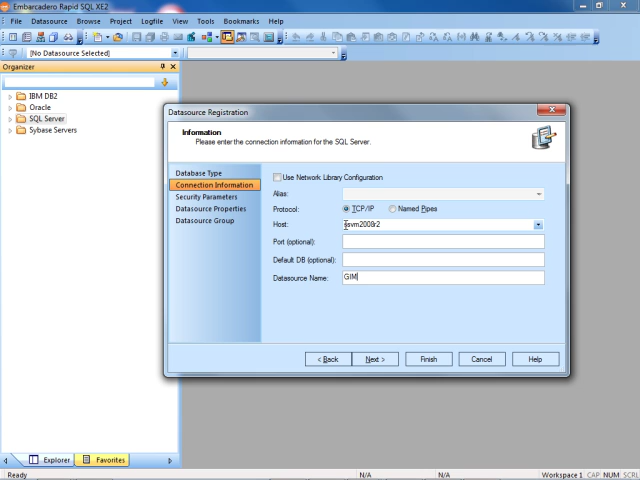 Embarcadero Rapid SQL XE2
File Datasource Browse Project Logfile View Tools Bookmarks Help
[No Datasource Selected]
Organizer
IBM DB2
Oracle
SQL Server
Sybase Servers
Datasource Registration
Information
Please enter the connection information for the SQL Server.
Database Type
Connection Information
Security Parameters
Datasource Properties
Datasource Group
Use Network Library Configuration
Alias:
Protocol: TCP/IP Named Pipes
Host:
Port (optional):
Default DB (optional):
Datasource Name: GIM
< Back Next > Finish Cancel Help
Explorer Favorites
Ready N/A N/A Workspace 1 CAP NUM SCRL